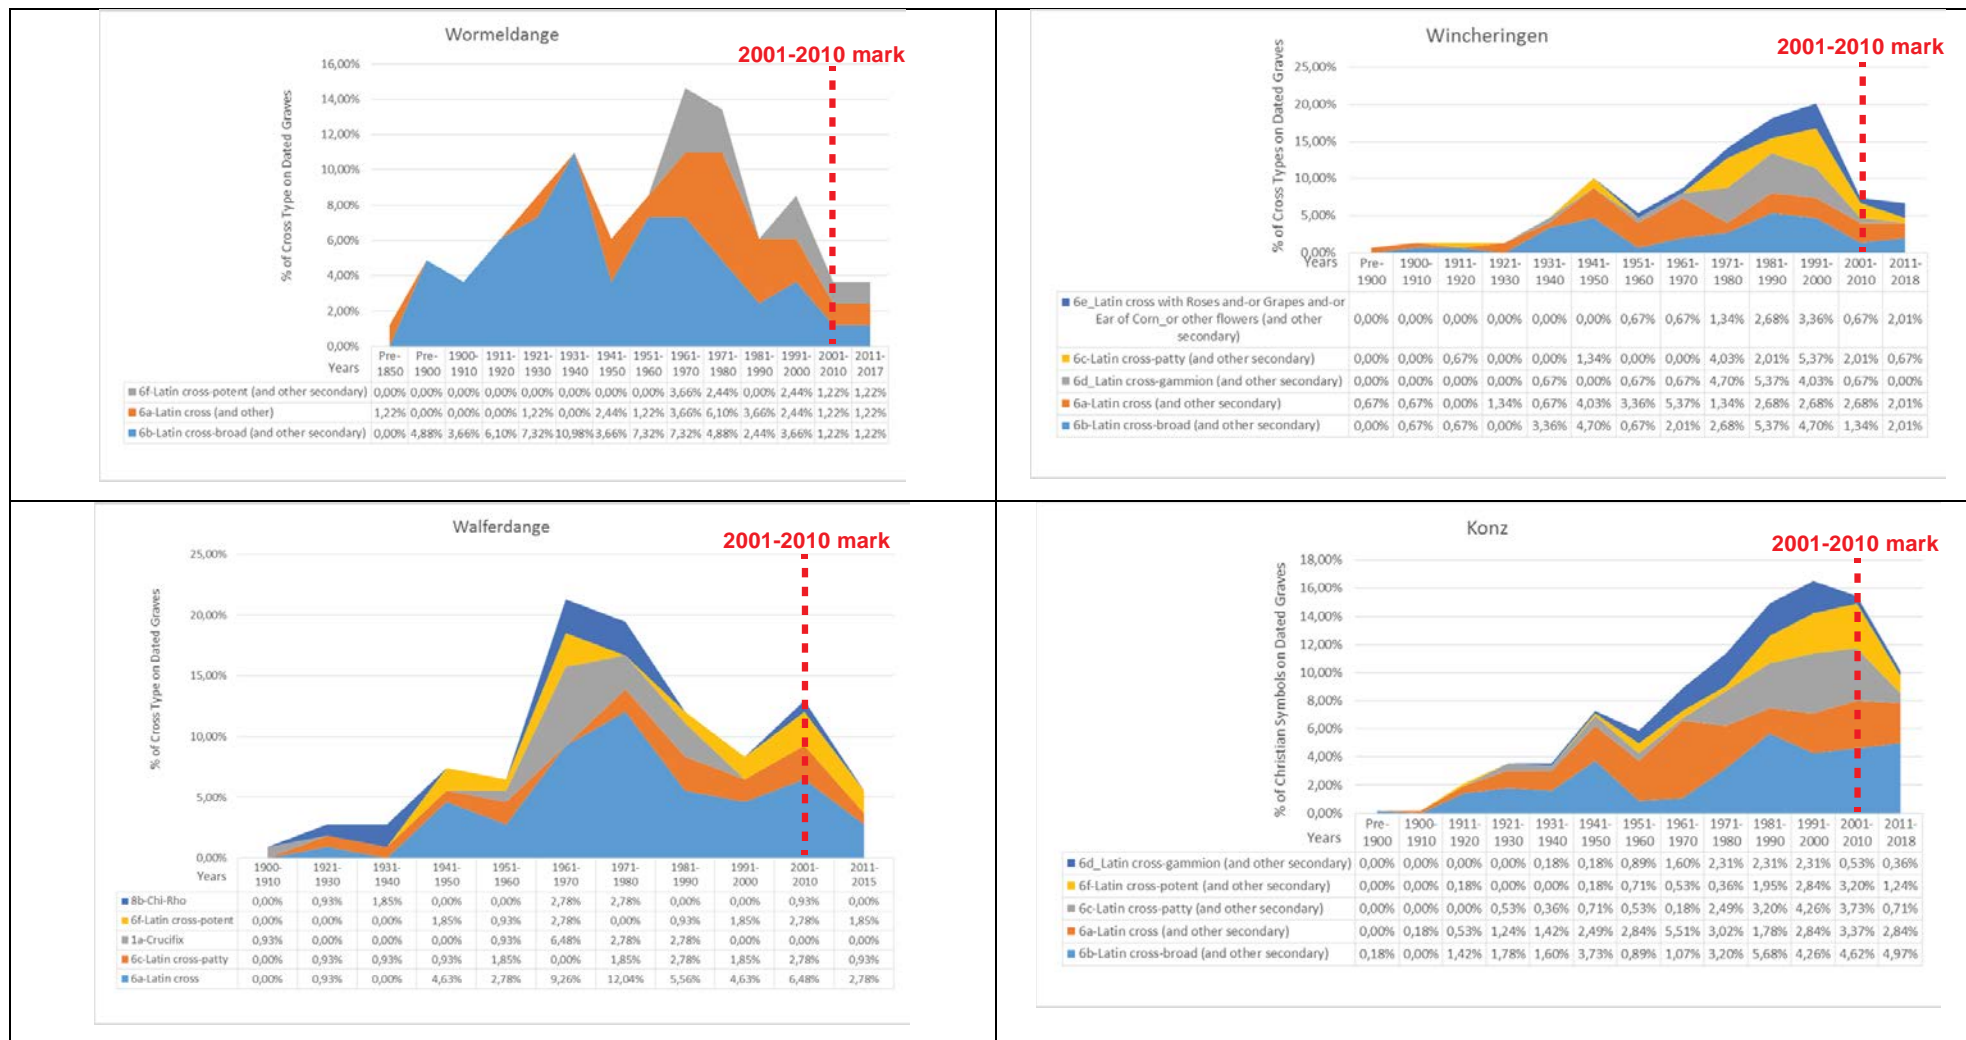 Wormeldange
2001-2010 mark
% of Cross Type on Dated Graves
16,00%
14,00%
12,00%
10,00%
8,00%
6,00%
4,00%
2,00%
0,00%
Years
Pre-1850 Pre-1900 1900-1910 1911-1920 1921-1930 1931-1940 1941-1950 1951-1960 1961-1970 1971-1980 1981-1990 1991-2000 2001-2010 2011-2017
6f-Latin cross-potent (and other secondary) 0,00% 0,00% 0,00% 0,00% 0,00% 0,00% 0,00% 0,00% 3,66% 2,44% 0,00% 2,44% 1,22% 1,22%
6a-Latin cross (and other) 1,22% 0,00% 0,00% 0,00% 1,22% 0,00% 2,44% 1,22% 3,66% 6,10% 3,66% 2,44% 1,22% 1,22%
6b-Latin cross-broad (and other secondary) 0,00% 4,88% 3,66% 6,10% 7,32% 10,98% 3,66% 7,32% 7,32% 4,88% 2,44% 3,66% 1,22% 1,22%
Wincheringen
2001-2010 mark
% of Cross Types on Dated Graves
25,00%
20,00%
15,00%
10,00%
5,00%
0,00%
Years
Pre-1900 1900-1910 1911-1920 1921-1930 1931-1940 1941-1950 1951-1960 1961-1970 1971-1980 1981-1990 1991-2000 2001-2010 2011-2018
6e_Latin cross with Roses and-or Grapes and-or
Ear of Corn_or other flowers (and other
secondary)
0,00% 0,00% 0,00% 0,00% 0,00% 0,00% 0,67% 0,67% 1,34% 2,68% 3,36% 0,67% 2,01%
6c-Latin cross-patty (and other secondary) 0,00% 0,00% 0,67% 0,00% 0,00% 1,34% 0,00% 0,00% 4,03% 2,01% 5,37% 2,01% 0,67%
6d_Latin cross-gammion (and other secondary) 0,00% 0,00% 0,00% 0,00% 0,67% 0,00% 0,67% 0,67% 4,70% 5,37% 4,03% 0,67% 0,00%
6a-Latin cross (and other secondary) 0,67% 0,67% 0,00% 1,34% 0,67% 4,03% 3,36% 5,37% 1,34% 2,68% 2,68% 2,68% 2,01%
6b-Latin cross-broad (and other secondary) 0,00% 0,67% 0,67% 0,00% 3,36% 4,70% 0,67% 2,01% 2,68% 5,37% 4,70% 1,34% 2,01%
Walferdange
2001-2010 mark
% of Cross Type on Dated Graves
25,00%
20,00%
15,00%
10,00%
5,00%
0,00%
Years
1900-1910 1921-1930 1931-1940 1941-1950 1951-1960 1961-1970 1971-1980 1981-1990 1991-2000 2001-2010 2011-2015
8b-Chi-Rho 0,00% 0,93% 1,85% 0,00% 0,00% 2,78% 2,78% 0,00% 0,00% 0,93% 0,00%
6f-Latin cross-potent 0,00% 0,00% 0,00% 1,85% 0,93% 2,78% 0,00% 0,93% 1,85% 2,78% 1,85%
1a-Crucifix 0,93% 0,00% 0,00% 0,00% 0,93% 6,48% 2,78% 2,78% 0,00% 0,00% 0,00%
6c-Latin cross-patty 0,00% 0,93% 0,93% 0,93% 1,85% 0,00% 1,85% 2,78% 1,85% 2,78% 0,93%
6a-Latin cross 0,00% 0,93% 0,00% 4,63% 2,78% 9,26% 12,04% 5,56% 4,63% 6,48% 2,78%
Konz
2001-2010 mark
% of Christian Symbols on Dated Graves
18,00%
16,00%
14,00%
12,00%
10,00%
8,00%
6,00%
4,00%
2,00%
0,00%
Years
Pre-1900 1900-1910 1911-1920 1921-1930 1931-1940 1941-1950 1951-1960 1961-1970 1971-1980 1981-1990 1991-2000 2001-2010 2011-2018
6d_Latin cross-gammion (and other secondary) 0,00% 0,00% 0,00% 0,00% 0,18% 0,18% 0,89% 1,60% 2,31% 2,31% 2,31% 0,53% 0,36%
6f-Latin cross-potent (and other secondary) 0,00% 0,00% 0,18% 0,00% 0,00% 0,18% 0,71% 0,53% 0,36% 1,95% 2,84% 3,20% 1,24%
6c-Latin cross-patty (and other secondary) 0,00% 0,00% 0,00% 0,53% 0,36% 0,71% 0,53% 0,18% 2,49% 3,20% 4,26% 3,73% 0,71%
6a-Latin cross (and other secondary) 0,00% 0,18% 0,53% 1,24% 1,42% 2,49% 2,84% 5,51% 3,02% 1,78% 2,84% 3,37% 2,84%
6b-Latin cross-broad (and other secondary) 0,18% 0,00% 1,42% 1,78% 1,60% 3,73% 0,89% 1,07% 3,20% 5,68% 4,26% 4,62% 4,97%